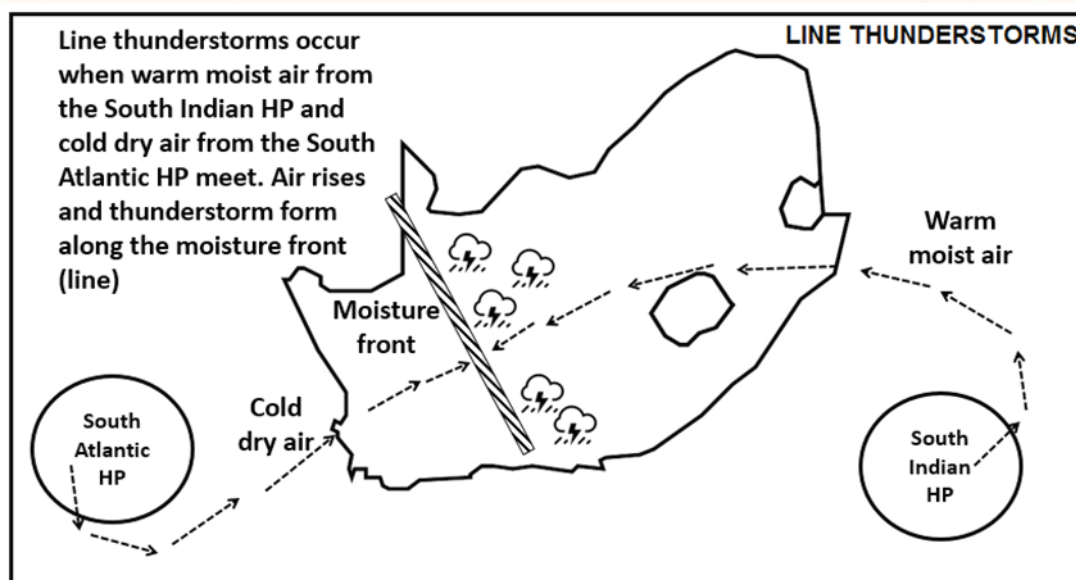 LINE THUNDERSTORMS
Line thunderstorms occur
when warm moist air from
the South Indian HP and
cold dry air from the South
Atlantic HP meet. Air rises
and thunderstorm form
along the moisture front
(line)
Warm
moist air
Moisture
front
Cold
dry air
South
Atlantic
HP
South
Indian
HP